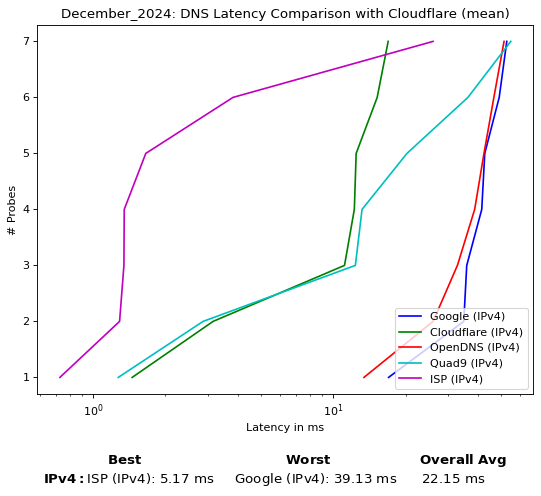 December_2024: DNS Latency Comparison with Cloudflare (mean)
7
6
5
4
3
2
1
# Probes
Google (IPv4)
Cloudflare (IPv4)
OpenDNS (IPv4)
Quad9 (IPv4)
ISP (IPv4)
10⁰ 10¹
Latency in ms
Best Worst Overall Avg
IPv4: ISP (IPv4): 5.17 ms Google (IPv4): 39.13 ms 22.15 ms